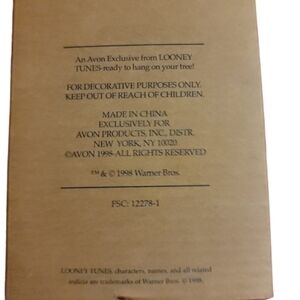 An Avon Exclusive from LOONEY
TUNES-ready to hang on your tree!
FOR DECORATIVE PURPOSES ONLY.
KEEP OUT OF REACH OF CHILDREN.
MADE IN CHINA
EXCLUSIVELY FOR
AVON PRODUCTS, INC., DISTR.
NEW YORK, NY 10020
©AVON 1998-ALL RIGHTS RESERVED
™ & © 1998 Warner Bros.
FSC: 12278-1
LOONEY TUNES, characters, names, and all related
indicia are trademarks of Warner Bros. © 1998.